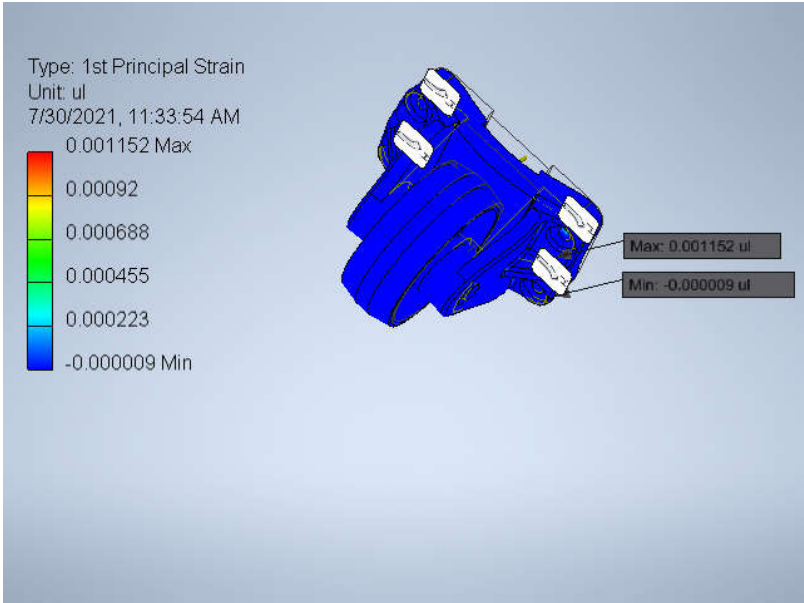 Type: 1st Principal Strain
Unit: ul
7/30/2021, 11:33:54 AM
0.001152 Max
0.00092
0.000688
0.000455
0.000223
-0.000009 Min
Max: 0.001152 ul
Min: -0.000009 ul